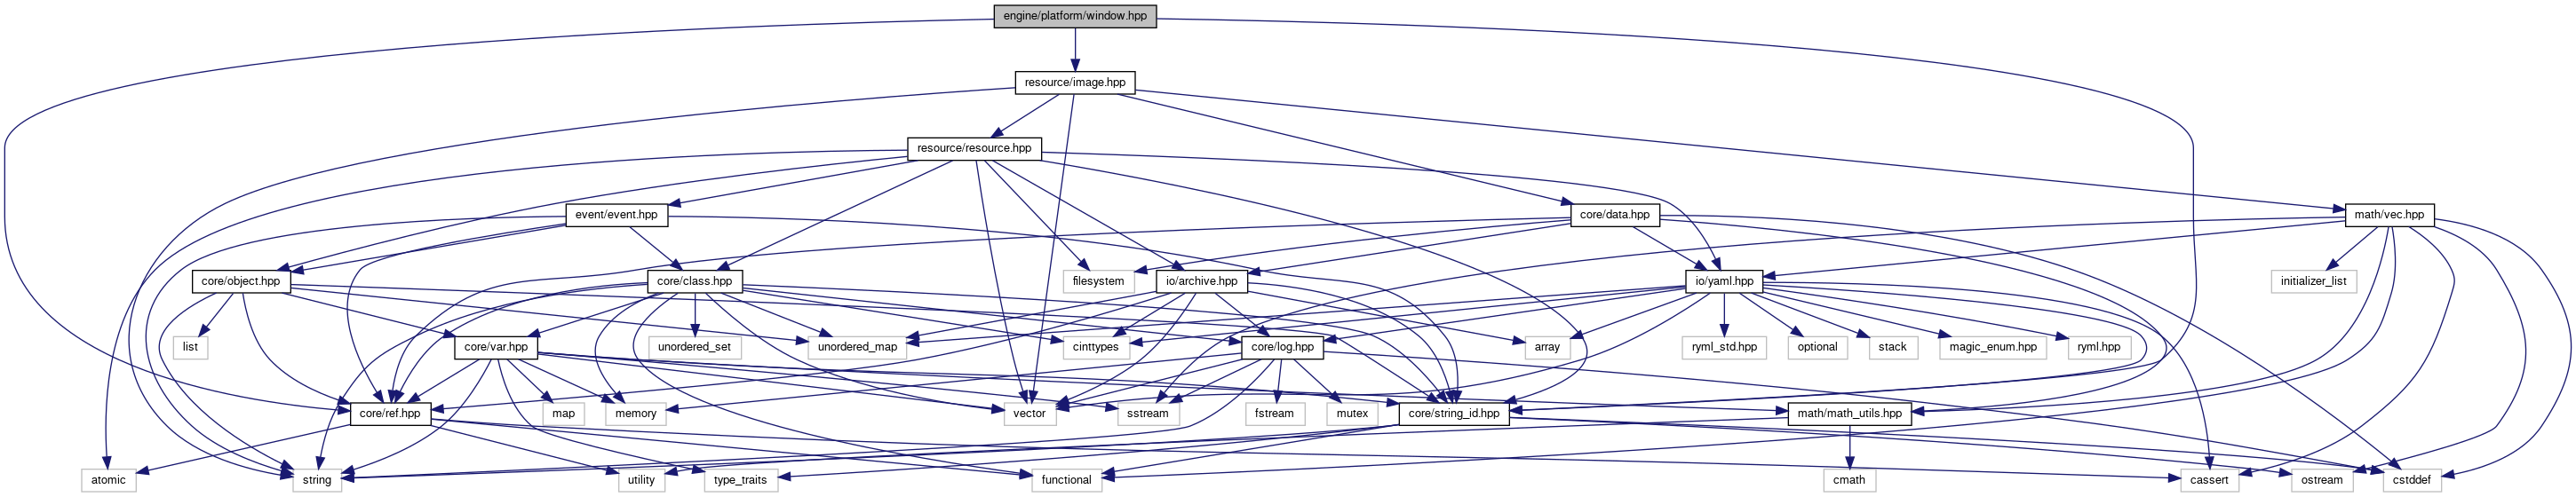 engine/platform/window.hpp
resource/image.hpp
resource/resource.hpp
event/event.hpp
core/data.hpp
math/vec.hpp
core/object.hpp
core/class.hpp
filesystem
io/archive.hpp
io/yaml.hpp
initializer_list
list
core/var.hpp
unordered_set
unordered_map
cinttypes
core/log.hpp
array
ryml_std.hpp
optional
stack
magic_enum.hpp
ryml.hpp
core/ref.hpp
map
memory
vector
sstream
fstream
mutex
core/string_id.hpp
math/math_utils.hpp
atomic
string
utility
type_traits
functional
cmath
cassert
ostream
cstddef